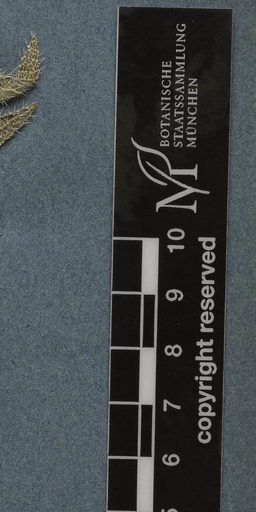 BOTANISCHE
STAATSSAMMLUNG
MÜNCHEN
10
9
8
7
6
copyright reserved